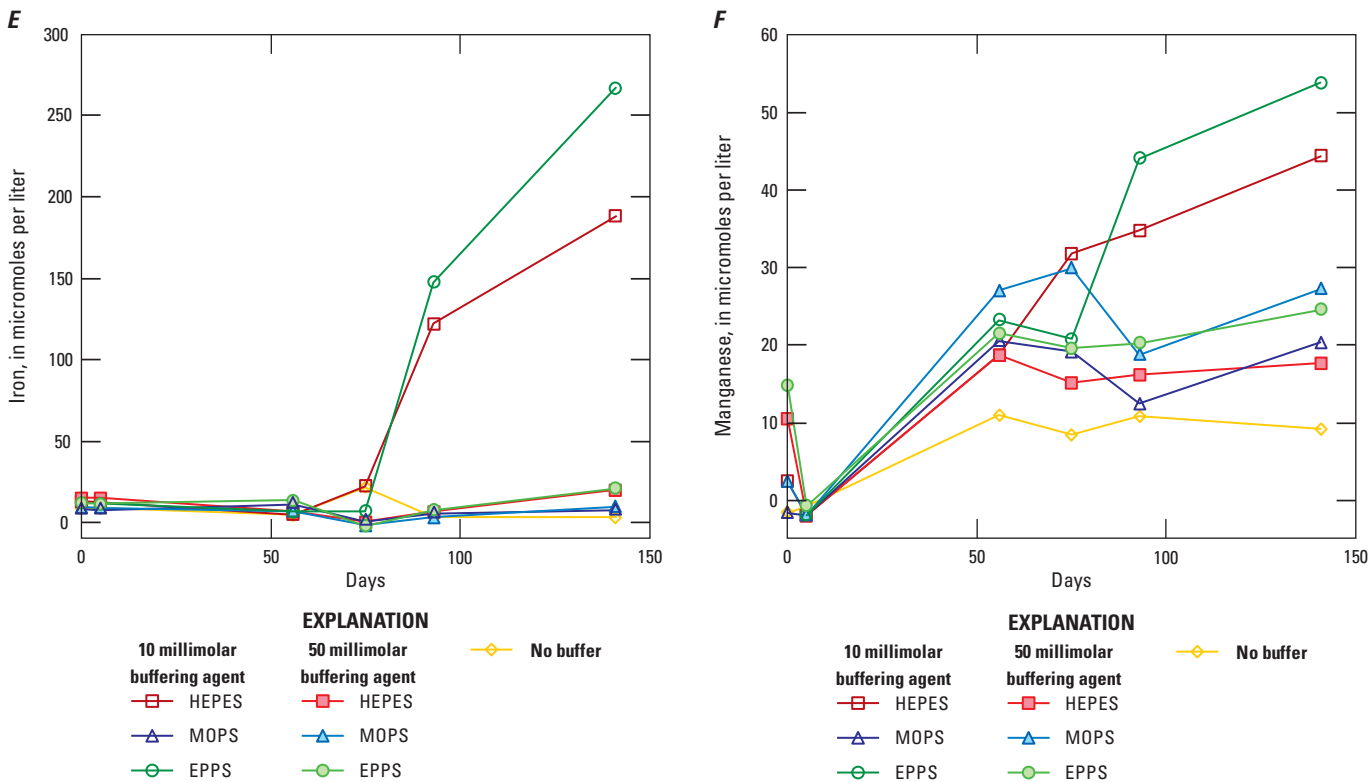 E
300
250
200
150
100
50
0
Iron, in micromoles per liter
0
50
100
150
Days
EXPLANATION
10 millimolar
buffering agent
50 millimolar
buffering agent
No buffer
HEPES
HEPES
MOPS
MOPS
EPPS
EPPS
F
60
50
40
30
20
10
0
Manganese, in micromoles per liter
0
50
100
150
Days
EXPLANATION
10 millimolar
buffering agent
50 millimolar
buffering agent
No buffer
HEPES
HEPES
MOPS
MOPS
EPPS
EPPS